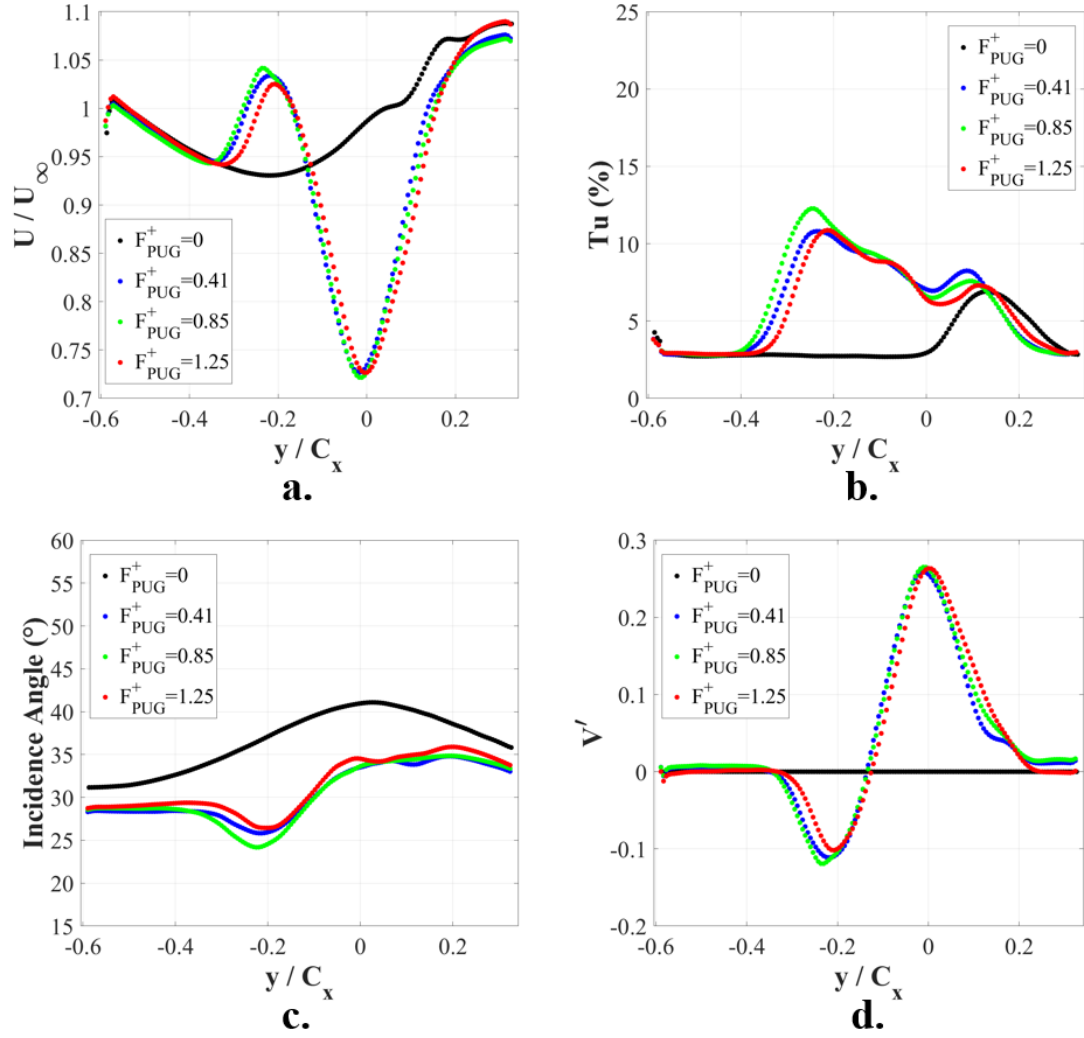 1.1
1.05
1
0.95
0.9
0.85
0.8
0.75
0.7
U / U∞
F⁺PUG=0
F⁺PUG=0.41
F⁺PUG=0.85
F⁺PUG=1.25
-0.6 -0.4 -0.2 0 0.2
y / Cx
a.
25
20
15
10
5
0
Tu (%)
F⁺PUG=0
F⁺PUG=0.41
F⁺PUG=0.85
F⁺PUG=1.25
-0.6 -0.4 -0.2 0 0.2
y / Cx
b.
60
55
50
45
40
35
30
25
20
15
Incidence Angle (°)
F⁺PUG=0
F⁺PUG=0.41
F⁺PUG=0.85
F⁺PUG=1.25
-0.6 -0.4 -0.2 0 0.2
y / Cx
c.
0.3
0.2
0.1
0
-0.1
-0.2
V′
F⁺PUG=0
F⁺PUG=0.41
F⁺PUG=0.85
F⁺PUG=1.25
-0.6 -0.4 -0.2 0 0.2
y / Cx
d.